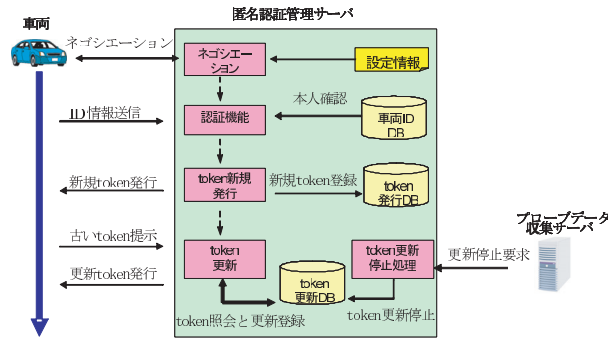 匿名認証管理サーバ
車両
ネゴシエーション
ネゴシエ
ーション
設定情報
本人確認
ID情報送信
認証機能
車両ID
DB
新規token発行
token新規
発行
新規token登録
token
発行DB
プローブデータ
収集サーバ
古いtoken提示
token
更新
token更新
停止処理
更新停止要求
更新token発行
token
更新DB
token照会と更新登録
token更新停止